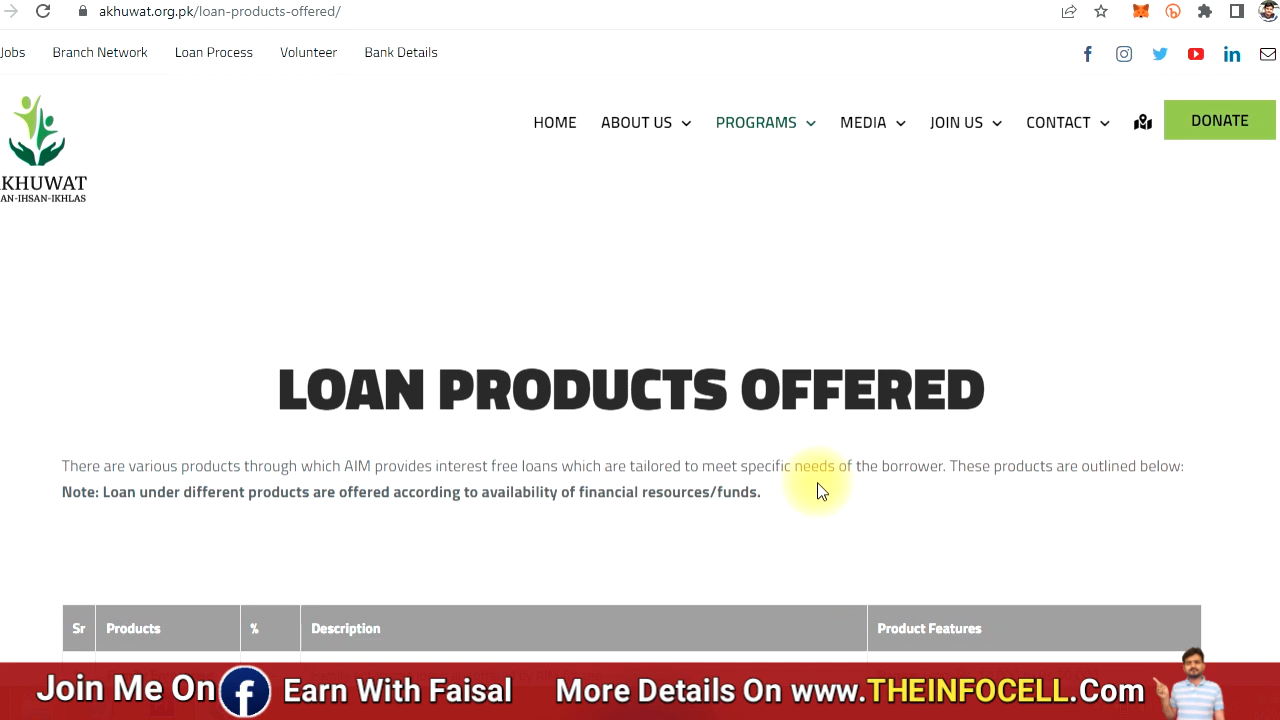 akhuwat.org.pk/loan-products-offered/
Jobs Branch Network Loan Process Volunteer Bank Details
HOME ABOUT US PROGRAMS MEDIA JOIN US CONTACT DONATE
AKHUWAT
AN-IHSAN-IKHLAS
LOAN PRODUCTS OFFERED
There are various products through which AIM provides interest free loans which are tailored to meet specific needs of the borrower. These products are outlined below:
Note: Loan under different products are offered according to availability of financial resources/funds.
Sr Products % Description Product Features
Join Me On Earn With Faisal More Details On www.THEINFOCELL.Com